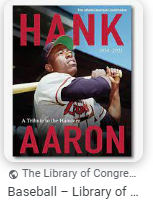 HANK
1934-2021
A Tribute to the Hammer
AARON
The Library of Congre...
Baseball – Library of ...